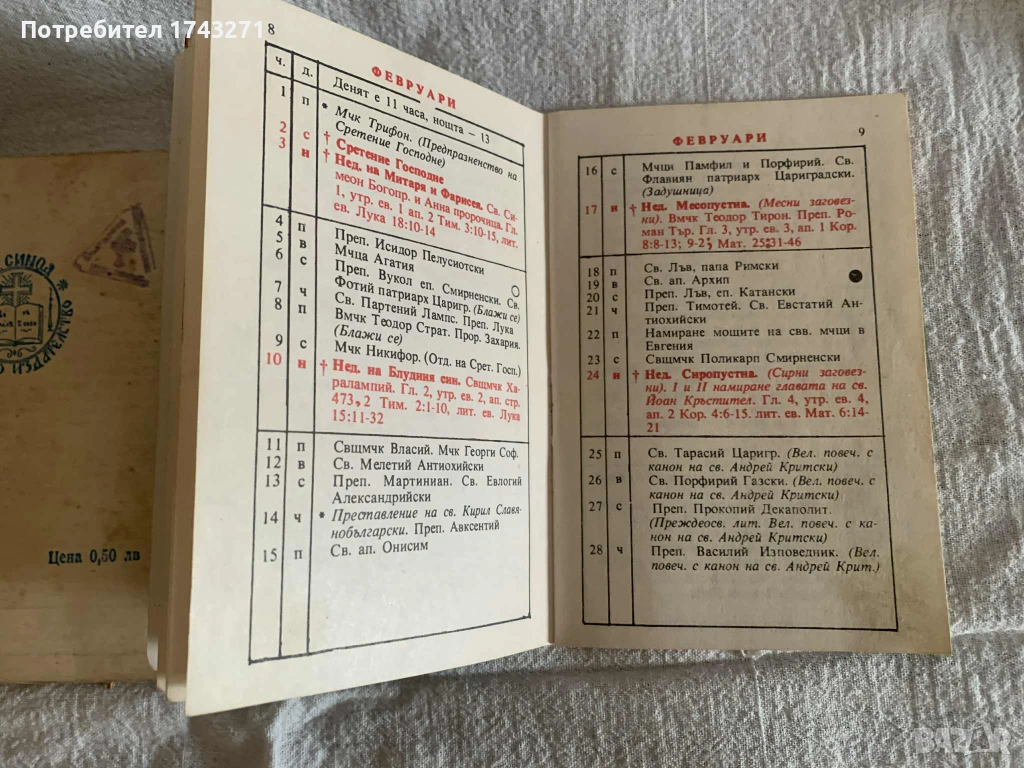 Потребител 1743271
8
ФЕВРУАРИ
ч. д. Денят е 11 часа, нощта – 13
1 п * Мчк Трифон. (Предпразненство на
Сретение Господне)
2 с † Сретение Господне
3 н † Нед. на Митаря и Фарисея. Св. Си-
меон Богопр. и Анна пророчица. Гл.
1, утр. ев. 1 ап. 2 Тим. 3:10-15, лит.
ев. Лука 18:10-14
4 п Преп. Исидор Пелусиотски
5 в Мчца Агатия
6 с Преп. Вукол еп. Смирненски. Св.
Фотий патриарх Царигр. (Блажи се)
7 ч Св. Партений Лампс. Преп. Лука
8 п Вмчк Теодор Страт. Прор. Захария.
(Блажи се)
9 с Мчк Никифор. (Отд. на Срет. Госп.)
10 н † Нед. на Блудния син. Свщмчк Ха-
ралампий. Гл. 2, утр. ев. 2, ап. стр.
473, 2 Тим. 2:1-10, лит. ев. Лука
15:11-32
11 п Свщмчк Власий. Мчк Георги Соф.
12 в Св. Мелетий Антиохийски
13 с Преп. Мартиниан. Св. Евлогий
Александрийски
14 ч * Преставление на св. Кирил Славя-
нобългарски. Преп. Авксентий
15 п Св. ап. Онисим
ФЕВРУАРИ
9
16 с Мчци Памфил и Порфирий. Св.
Флавиян патриарх Цариградски.
(Задушница)
17 н † Нед. Месопустна. (Месни заговез-
ни). Вмчк Теодор Тирон. Преп. Ро-
ман Тър. Гл. 3, утр. ев. 3, ап. 1 Кор.
8:8-13; 9-2; Мат. 25:31-46
18 п Св. Лъв, папа Римски
19 в Св. ап. Архип
20 с Преп. Лъв, еп. Катански
21 ч Преп. Тимотей. Св. Евстатий Ан-
тиохийски
22 п Намиране мощите на свв. мчци в
Евгения
23 с Свщмчк Поликарп Смирненски
24 н † Нед. Сиропустна. (Сирни заговез-
ни). I и II намиране главата на св.
Йоан Кръстител. Гл. 4, утр. ев. 4,
ап. 2 Кор. 4:6-15. лит. ев. Мат. 6:14-
21
25 п Св. Тарасий Царигр. (Вел. повеч. с
канон на св. Андрей Критски)
26 в Св. Порфирий Газски. (Вел. повеч. с
канон на св. Андрей Критски)
27 с Преп. Прокопий Декаполит.
(Преждеосв. лит. Вел. повеч. с ка-
нон на св. Андрей Критски)
28 ч Преп. Василий Изповедник. (Вел.
повеч. с канон на св. Андрей Крит.)
СИНОД
Цена 0,50 лв
BAZAR